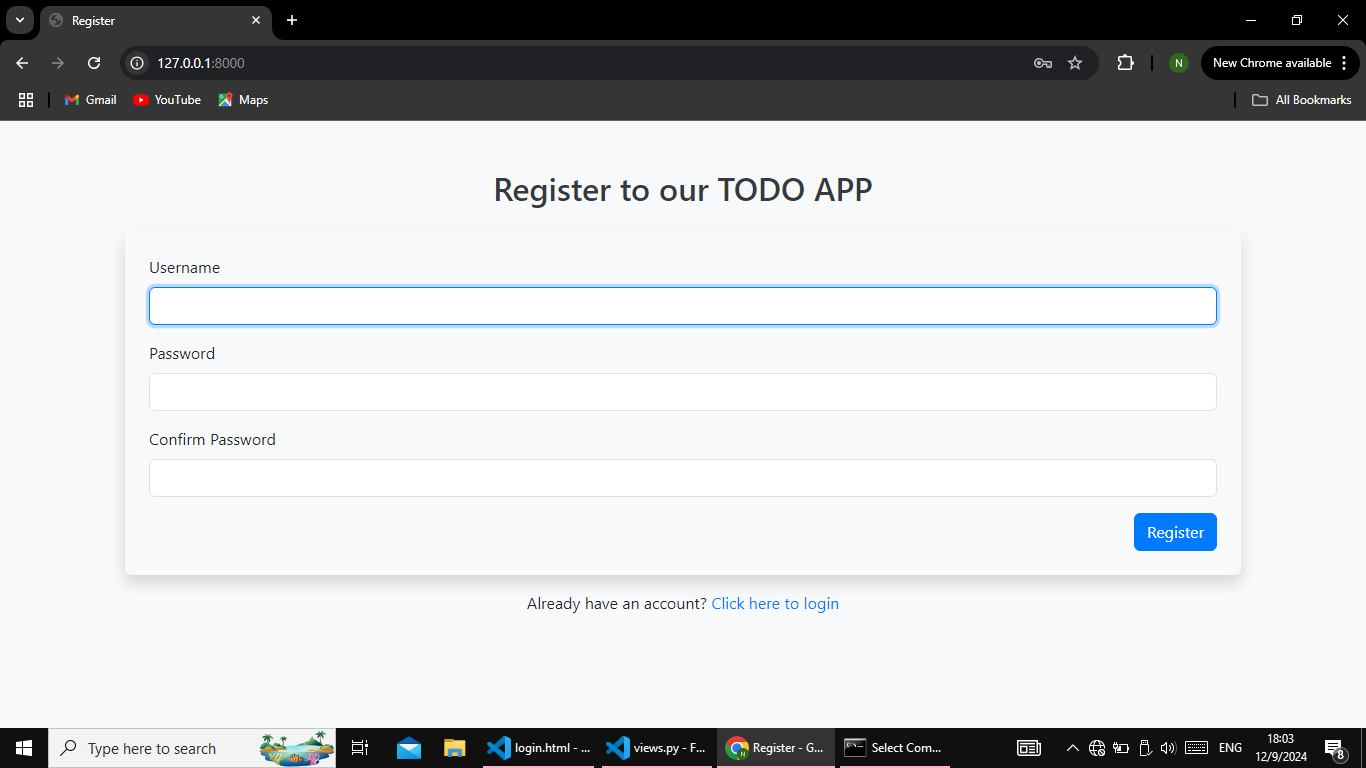 Register
127.0.0.1:8000
N
New Chrome available
Gmail
YouTube
Maps
All Bookmarks
Register to our TODO APP
Username
Password
Confirm Password
Register
Already have an account? Click here to login
Type here to search
login.html - ...
views.py - F...
N
Register - G...
Select Com...
ENG
18:03
12/9/2024
8